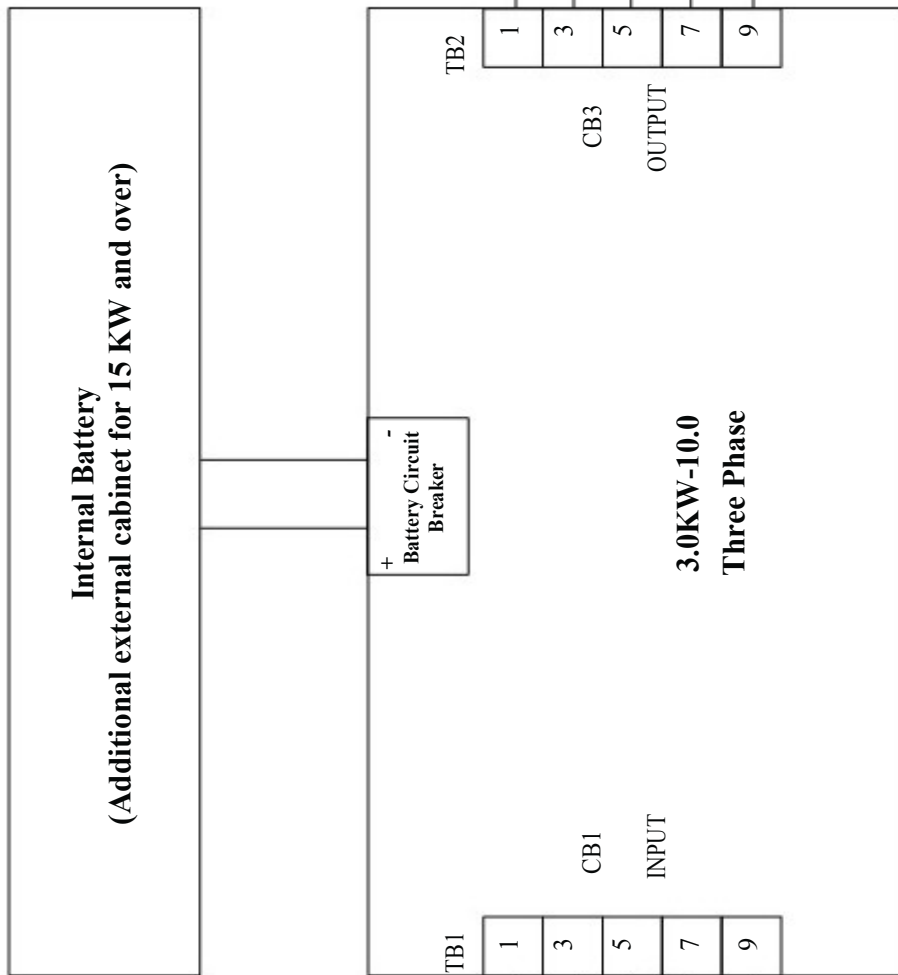 Internal Battery
(Additional external cabinet for 15 KW and over)
+
-
Battery Circuit
Breaker
TB1
1
3
5
7
9
CB1
INPUT
3.0KW-10.0
Three Phase
TB2
1
3
5
7
9
CB3
OUTPUT